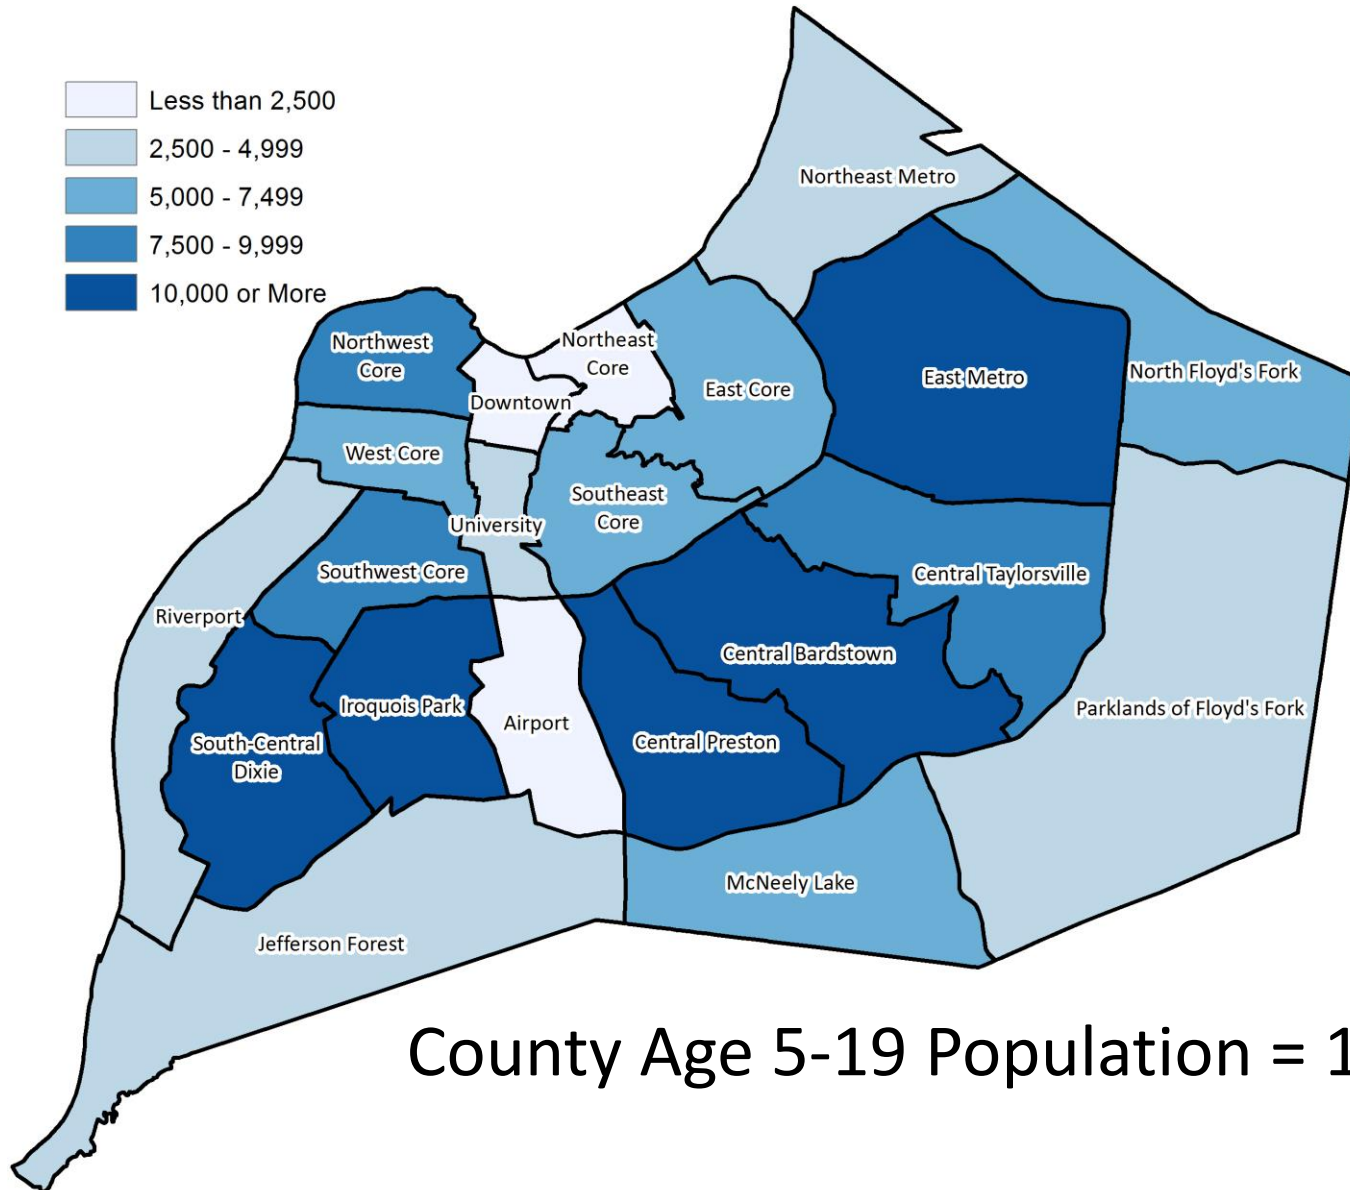 Less than 2,500
2,500 - 4,999
5,000 - 7,499
7,500 - 9,999
10,000 or More
Northeast Metro
Northwest
Core
Northeast
Core
Downtown
East Core
East Metro
North Floyd's Fork
West Core
Southeast
Core
University
Southwest Core
Central Taylorsville
Riverport
Central Bardstown
Iroquois Park
Airport
Parklands of Floyd's Fork
South-Central
Dixie
Central Preston
McNeely Lake
Jefferson Forest
County Age 5-19 Population = 1